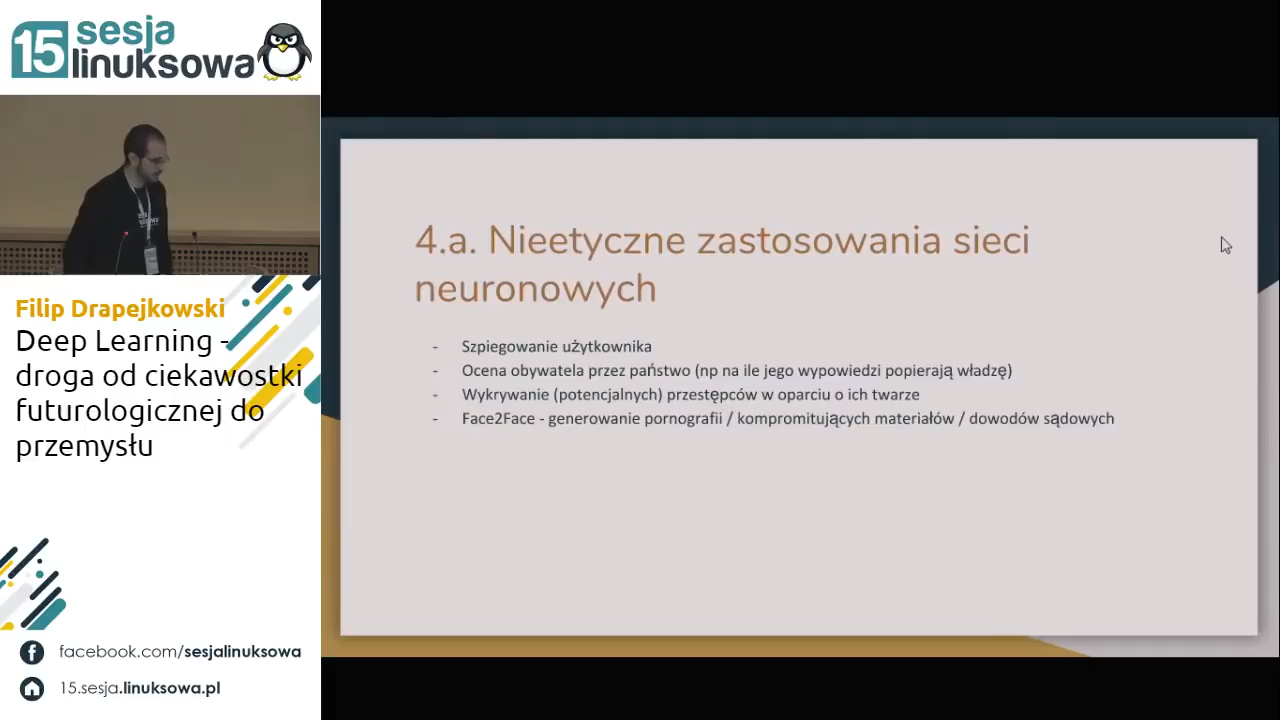 15 sesja
linuksowa
Filip Drapejkowski
Deep Learning -
droga od ciekawostki
futurologicznej do
przemysłu
facebook.com/sesjalinuksowa
15.sesja.linuksowa.pl
4.a. Nieetyczne zastosowania sieci
neuronowych
- Szpiegowanie użytkownika
- Ocena obywatela przez państwo (np na ile jego wypowiedzi popierają władzę)
- Wykrywanie (potencjalnych) przestępców w oparciu o ich twarze
- Face2Face - generowanie pornografii / kompromitujących materiałów / dowodów sądowych